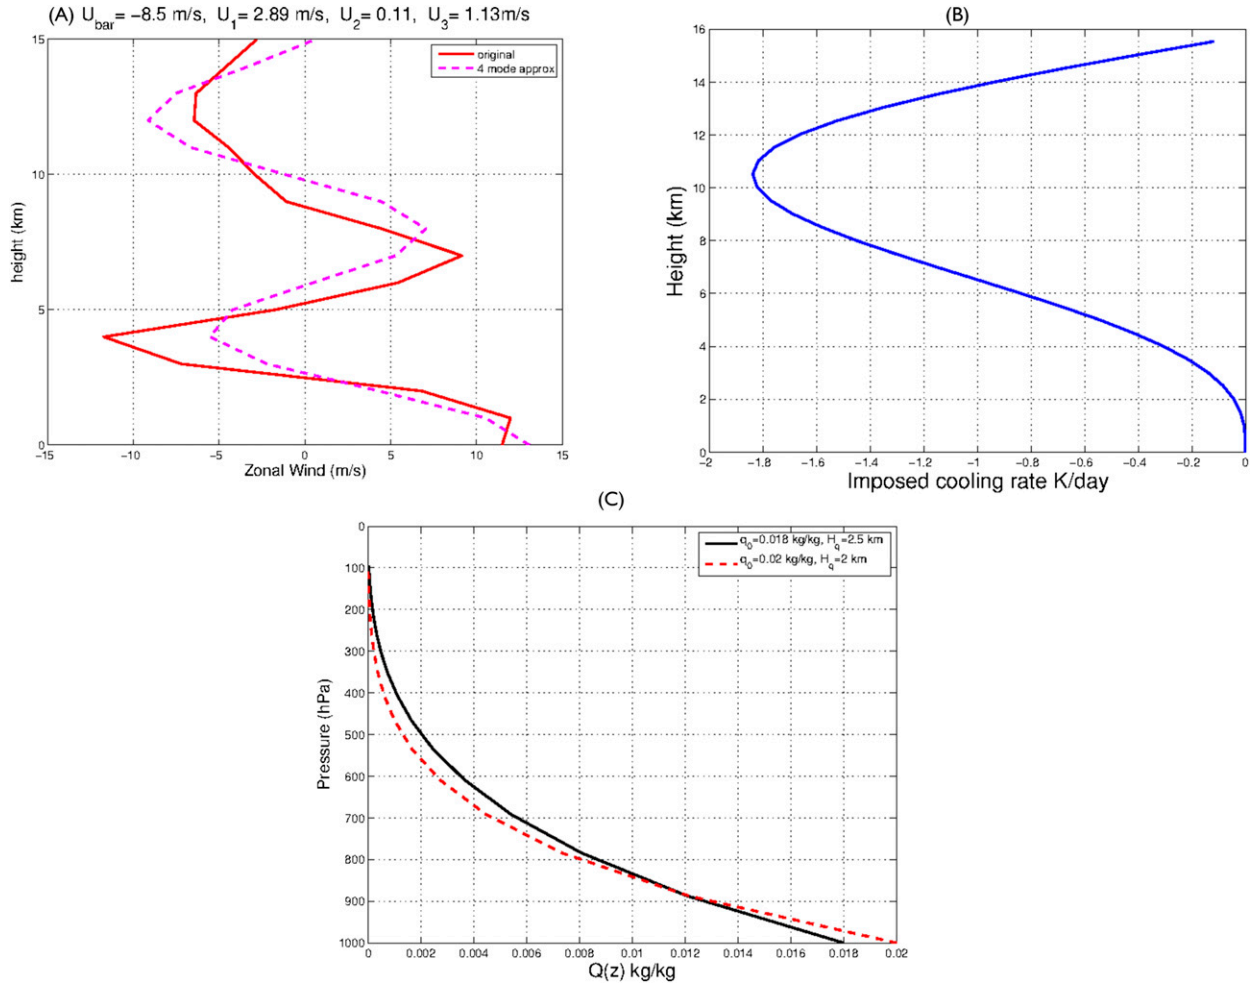 (A) U_bar = −8.5 m/s, U_1 = 2.89 m/s, U_2 = 0.11, U_3 = 1.13m/s
15
10
5
0
height (km)
original
4 mode approx
−15 −10 −5 0 5 10 15
Zonal Wind (m/s)
(B)
16
14
12
10
8
6
4
2
0
Height (km)
−2 −1.8 −1.6 −1.4 −1.2 −1 −0.8 −0.6 −0.4 −0.2 0
Imposed cooling rate K/day
(C)
0
100
200
300
400
500
600
700
800
900
1000
Pressure (hPa)
q_0=0.018 kg/kg, H_q=2.5 km
q_0=0.02 kg/kg, H_q=2 km
0 0.002 0.004 0.006 0.008 0.01 0.012 0.014 0.016 0.018 0.02
Q(z) kg/kg